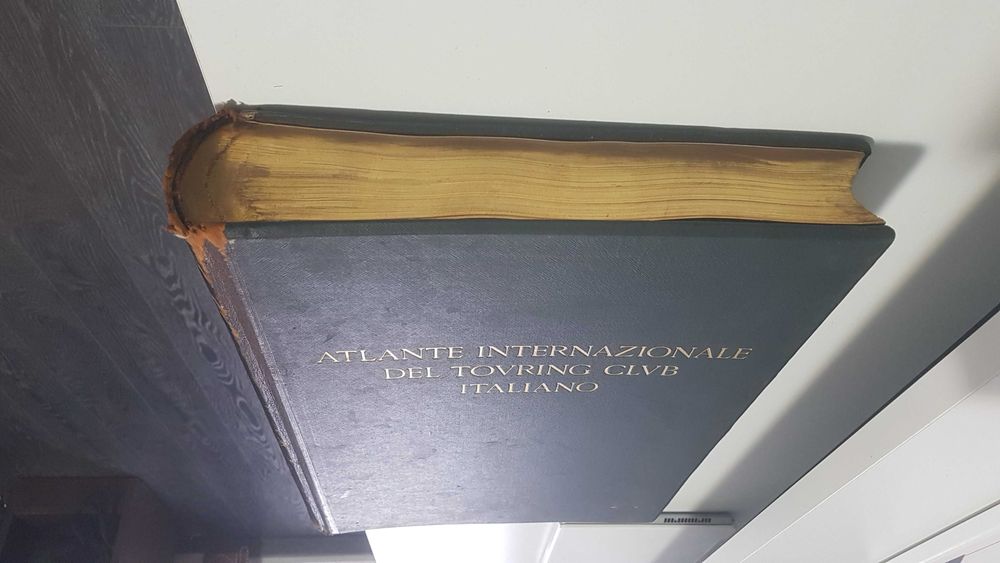 ATLANTE INTERNAZIONALE
DEL TOVRING CLVB
ITALIANO